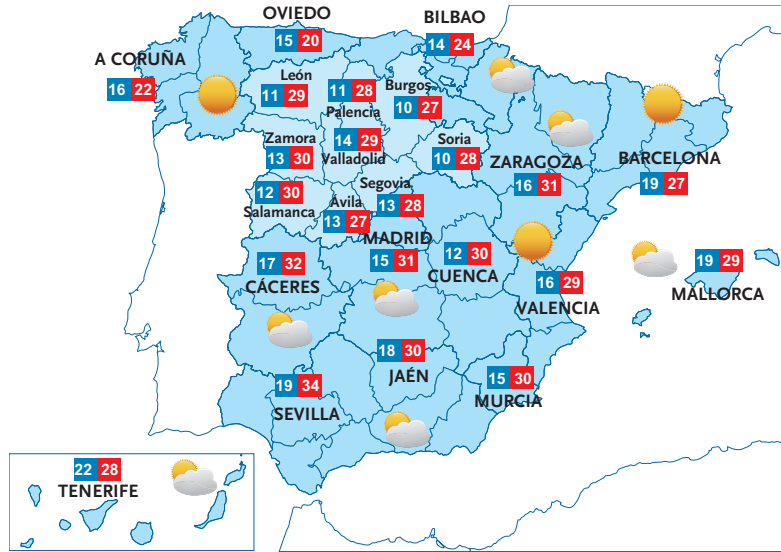 OVIEDO
15 20
BILBAO
14 24
A CORUÑA
16 22
León
11 29
11 28
Palencia
Burgos
10 27
Zamora
13 30
14 29
Valladolid
Soria
10 28
ZARAGOZA
16 31
BARCELONA
19 27
12 30
Salamanca
Ávila
13 27
Segovia
13 28
MADRID
15 31
12 30
CUENCA
17 32
CÁCERES
16 29
VALENCIA
19 29
MALLORCA
18 30
JAÉN
19 34
SEVILLA
15 30
MURCIA
22 28
TENERIFE